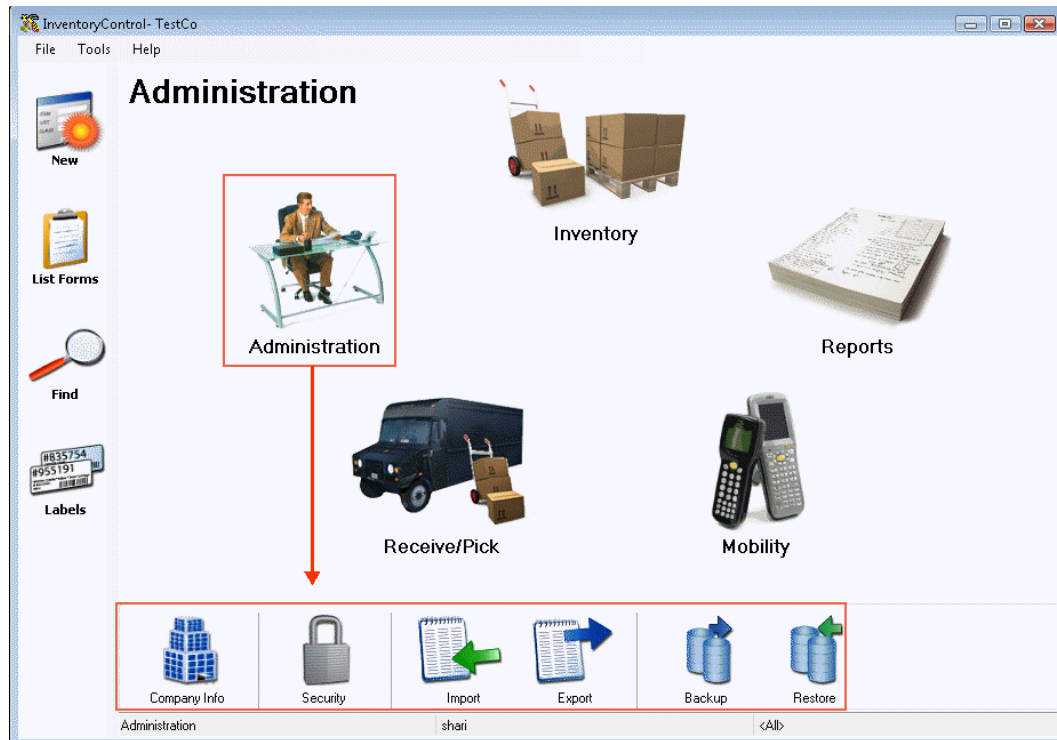 InventoryControl- TestCo
File Tools Help
Administration
New
List Forms
Find
#835754
#955191
Labels
Inventory
Administration
Reports
Receive/Pick
Mobility
Company Info
Security
Import
Export
Backup
Restore
Administration
shari
<All>